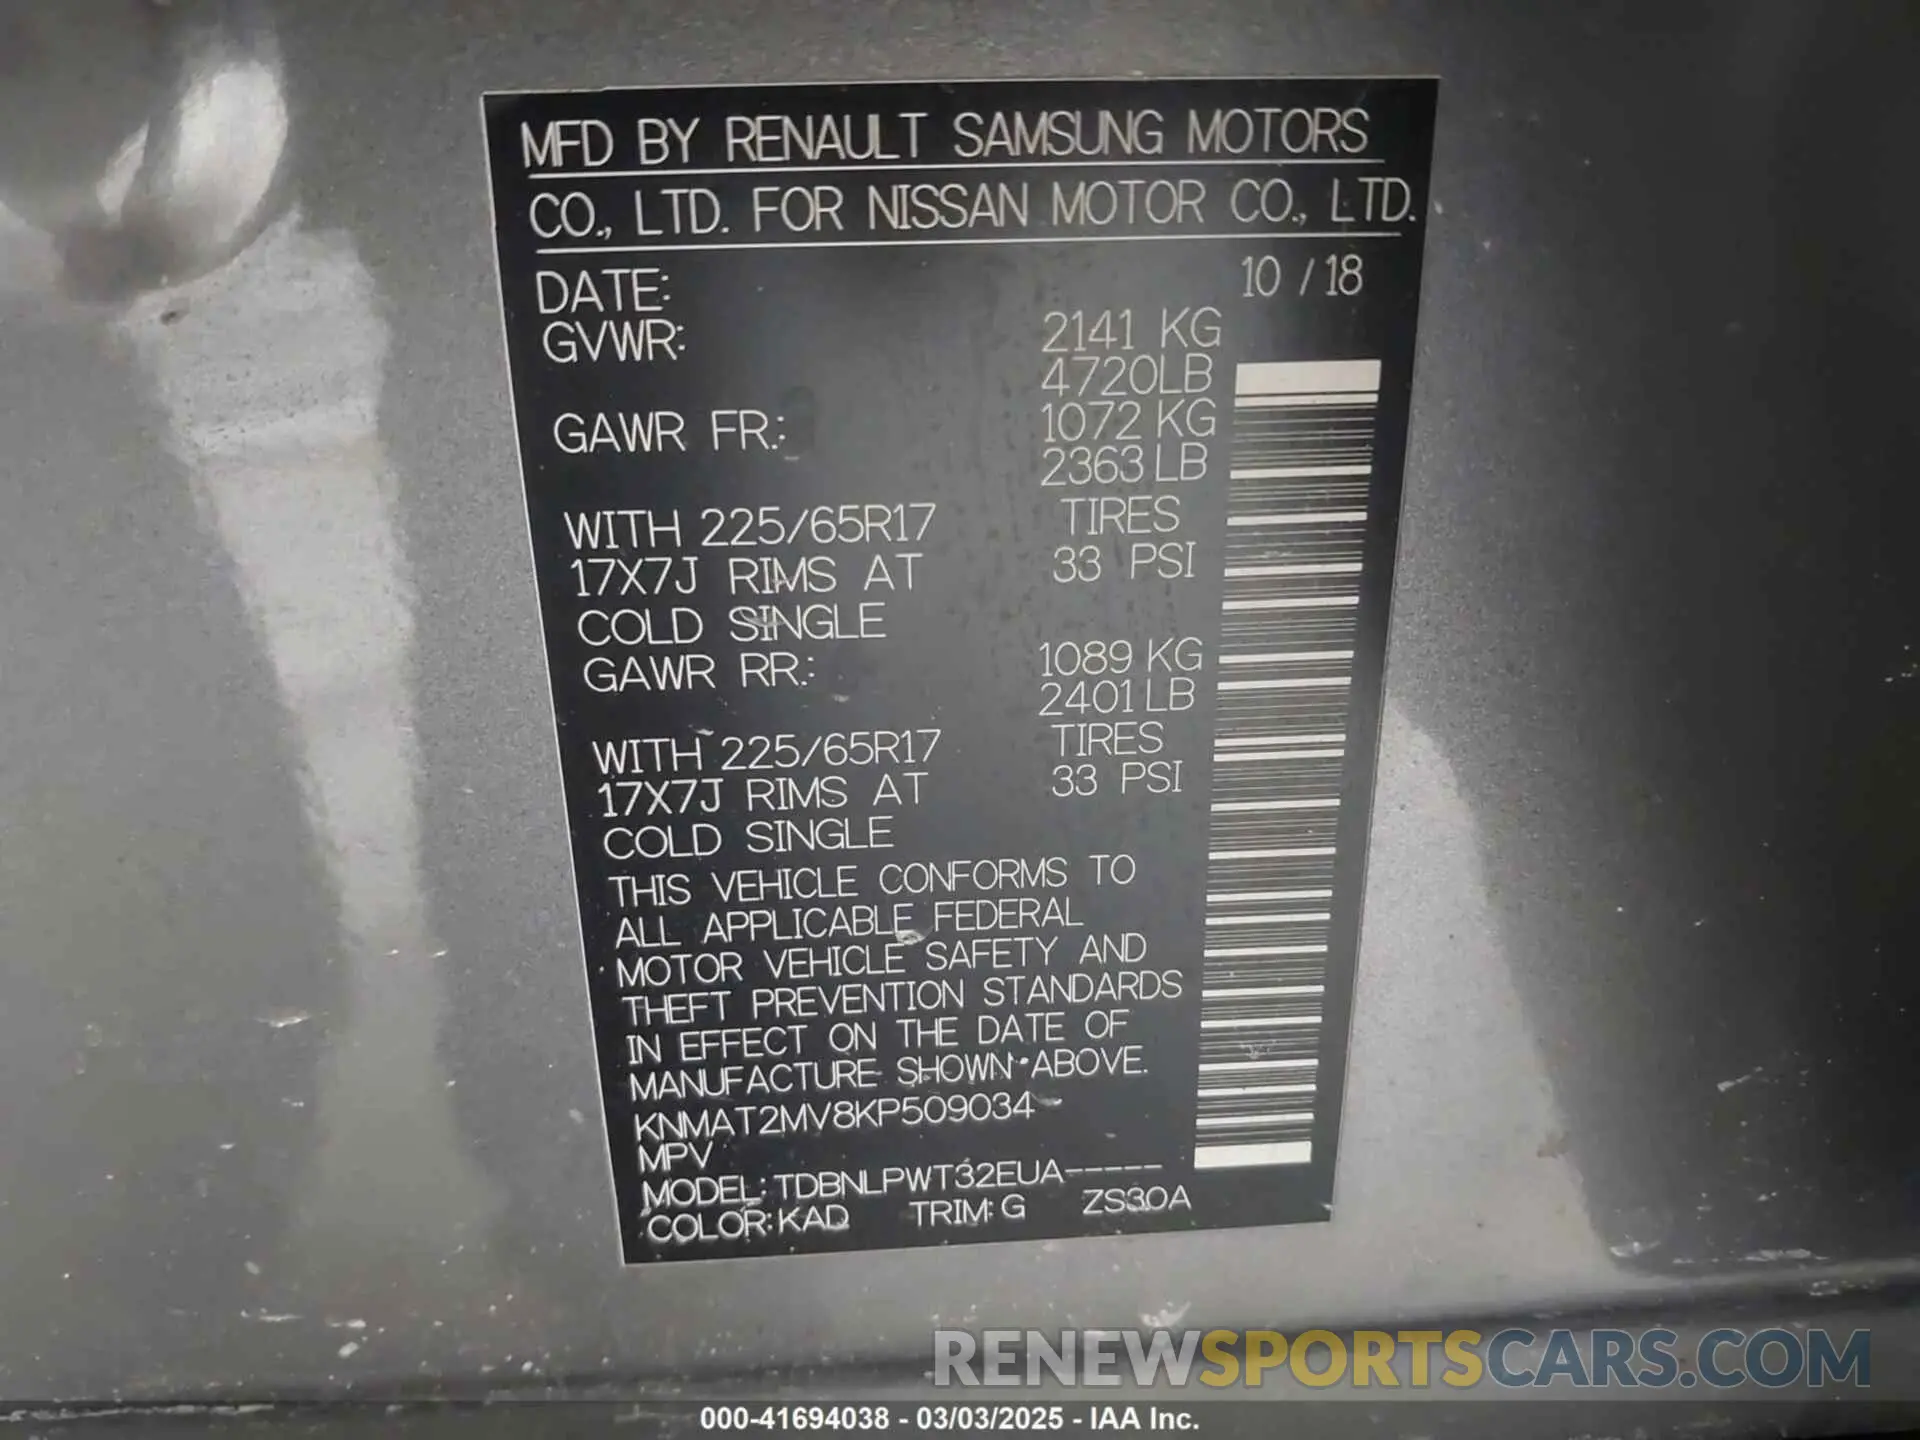 MFD BY RENAULT SAMSUNG MOTORS
CO., LTD. FOR NISSAN MOTOR CO., LTD.
DATE: 10 / 18
GVWR: 2141 KG
4720LB
GAWR FR.: 1072 KG
2363 LB
WITH 225/65R17 TIRES
17X7J RIMS AT 33 PSI
COLD SINGLE
GAWR RR.: 1089 KG
2401 LB
WITH 225/65R17 TIRES
17X7J RIMS AT 33 PSI
COLD SINGLE
THIS VEHICLE CONFORMS TO
ALL APPLICABLE FEDERAL
MOTOR VEHICLE SAFETY AND
THEFT PREVENTION STANDARDS
IN EFFECT ON THE DATE OF
MANUFACTURE SHOWN ABOVE.
KNMAT2MV8KP509034
MPV
MODEL: TDBNLPWT32EUA-----
COLOR: KAD TRIM: G ZS30A
RENEWSPORTSCARS.COM
000-41694038 - 03/03/2025 - IAA Inc.